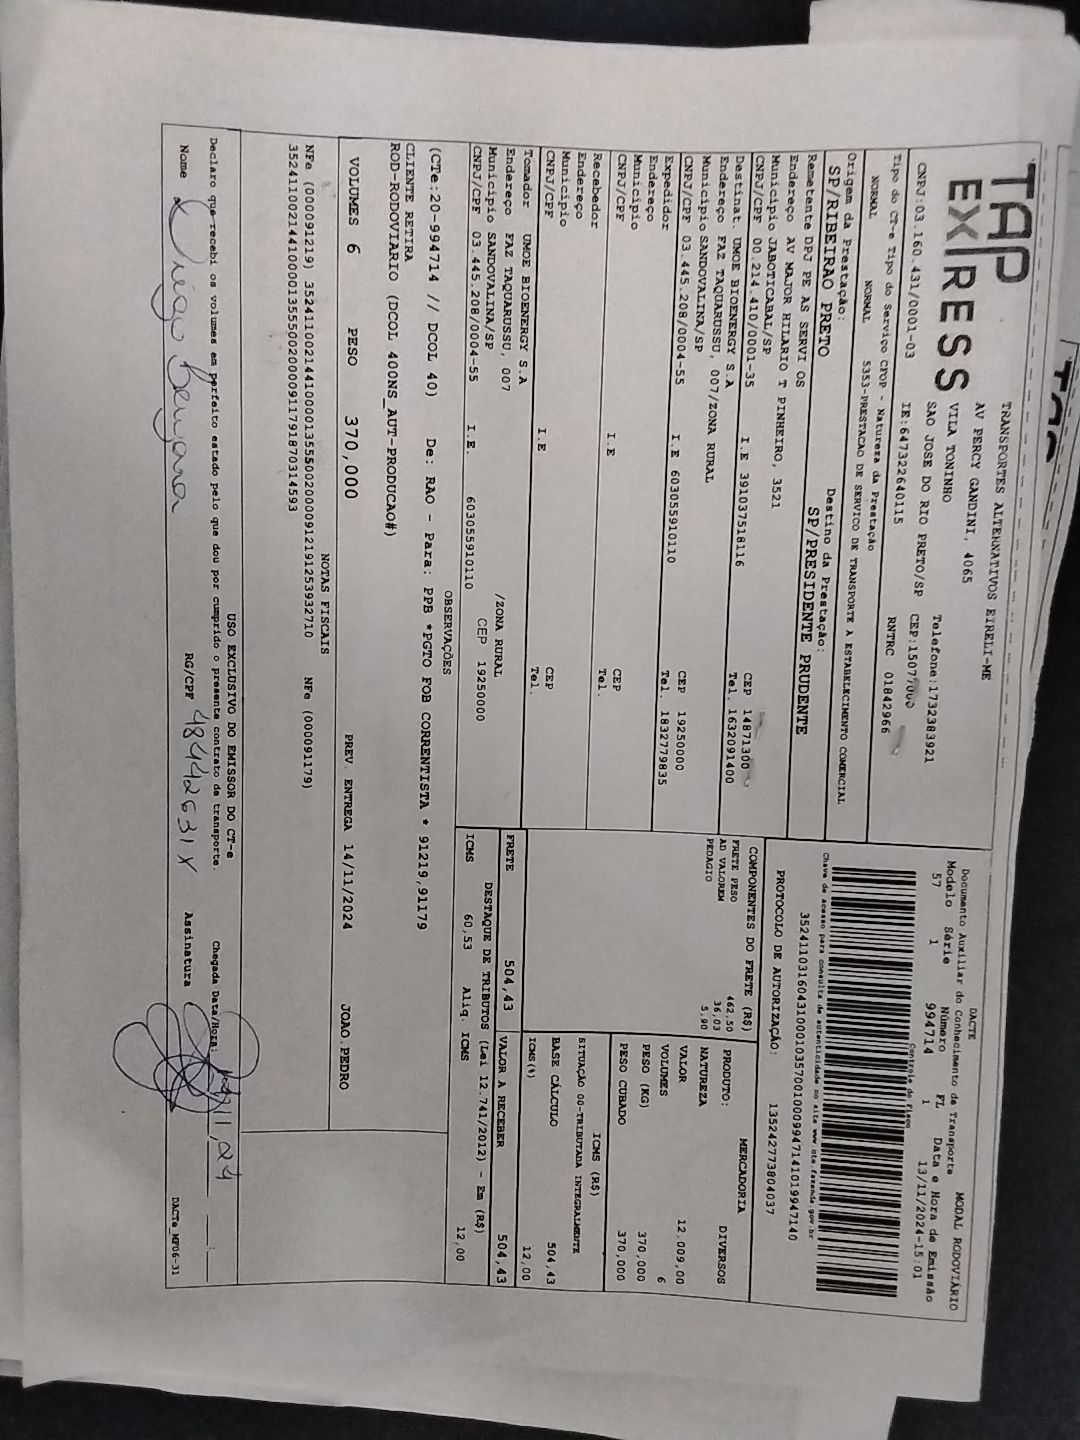 TAP
EXPRESS
TRANSPORTES ALTERNATIVOS EIRELI-ME
AV PERCY GANDINI, 4065
VILA TONINHO
SAO JOSE DO RIO PRETO/SP
Telefone:1732383921
CNPJ:03.160.431/0001-03
IE:647322640115
RNTRC 01842966
Tipo do CT-e Tipo do Serviço CFOP - Natureza da Prestação
NORMAL NORMAL 5353-PRESTACAO DE SERVICO DE TRANSPORTE A ESTABELECIMENTO COMERCIAL
Origem da Prestação: Destino da Prestação:
SP/RIBEIRAO PRETO SP/PRESIDENTE PRUDENTE
Remetente DPJ PE AS SERVI OS
Endereço AV MAJOR HILARIO T PINHEIRO, 3521
Município JABOTICABAL/SP CEP 14871300
CNPJ/CPF 00.214.410/0001-35 I.E 391037518116 Tel. 1632091400
Destinat. UMOE BIOENERGY S.A
Endereço FAZ TAQUARUSSU, 007/ZONA RURAL
Município SANDOVALINA/SP CEP 19250000
CNPJ/CPF 03.445.208/0004-55 I.E 603055910110 Tel. 1832779835
Expedidor
Endereço
Município CEP
CNPJ/CPF I.E Tel.
Recebedor
Endereço
Município CEP
CNPJ/CPF I.E Tel.
Tomador UMOE BIOENERGY S.A
Endereço FAZ TAQUARUSSU, 007 /ZONA RURAL
Município SANDOVALINA/SP CEP 19250000
CNPJ/CPF 03.445.208/0004-55 I.E. 603055910110
DACTE
Documento Auxiliar do Conhecimento de Transporte
MODAL RODOVIÁRIO
Modelo Série Número FL Data e Hora de Emissão
57 1 994714 1 13/11/2024-15:01
Controle do Fisco
Chave de acesso para consulta de autenticidade no site www.cte.fazenda.gov.br
35241103160431000103570010009947141019947140
PROTOCOLO DE AUTORIZAÇÃO: 135242773804037
COMPONENTES DO FRETE (R$)
FRETE PESO 462,50
AD VALOREM 36,03
PEDAGIO 5,90
MERCADORIA
PRODUTO: DIVERSOS
NATUREZA
VALOR 12.009,00
VOLUMES 6
PESO (KG) 370,000
PESO CUBADO 370,000
ICMS (R$)
SITUAÇÃO 00-TRIBUTADA INTEGRALMENTE
BASE CÁLCULO 504,43
ICMS(%) 12,00
FRETE 504,43 VALOR A RECEBER 504,43
DESTAQUE DE TRIBUTOS (Lei 12.741/2012) - Em (R$)
ICMS 60,53 Aliq. ICMS 12,00
OBSERVAÇÕES
(CTe:20-994714 // DCOL 40) De: RAO - Para: PPB *PGTO FOB CORRENTISTA * 91219,91179
CLIENTE RETIRA
ROD-RODOVIARIO (DCOL 400NS_AUT-PRODUCAO#)
VOLUMES 6 PESO 370,000 PREV. ENTREGA 14/11/2024 JOAO.PEDRO
NOTAS FISCAIS
NFe (000091219) 35241100214410000135550020000912191253932710 NFe (000091179)
35241100214410000135550020000911791870314593
USO EXCLUSIVO DO EMISSOR DO CT-e
Declaro que recebi os volumes em perfeito estado pelo que dou por cumprido o presente contrato de transporte. Chegada Data/Hora:
Nome RG/CPF 48442631X Assinatura
DACTe_MP06-31